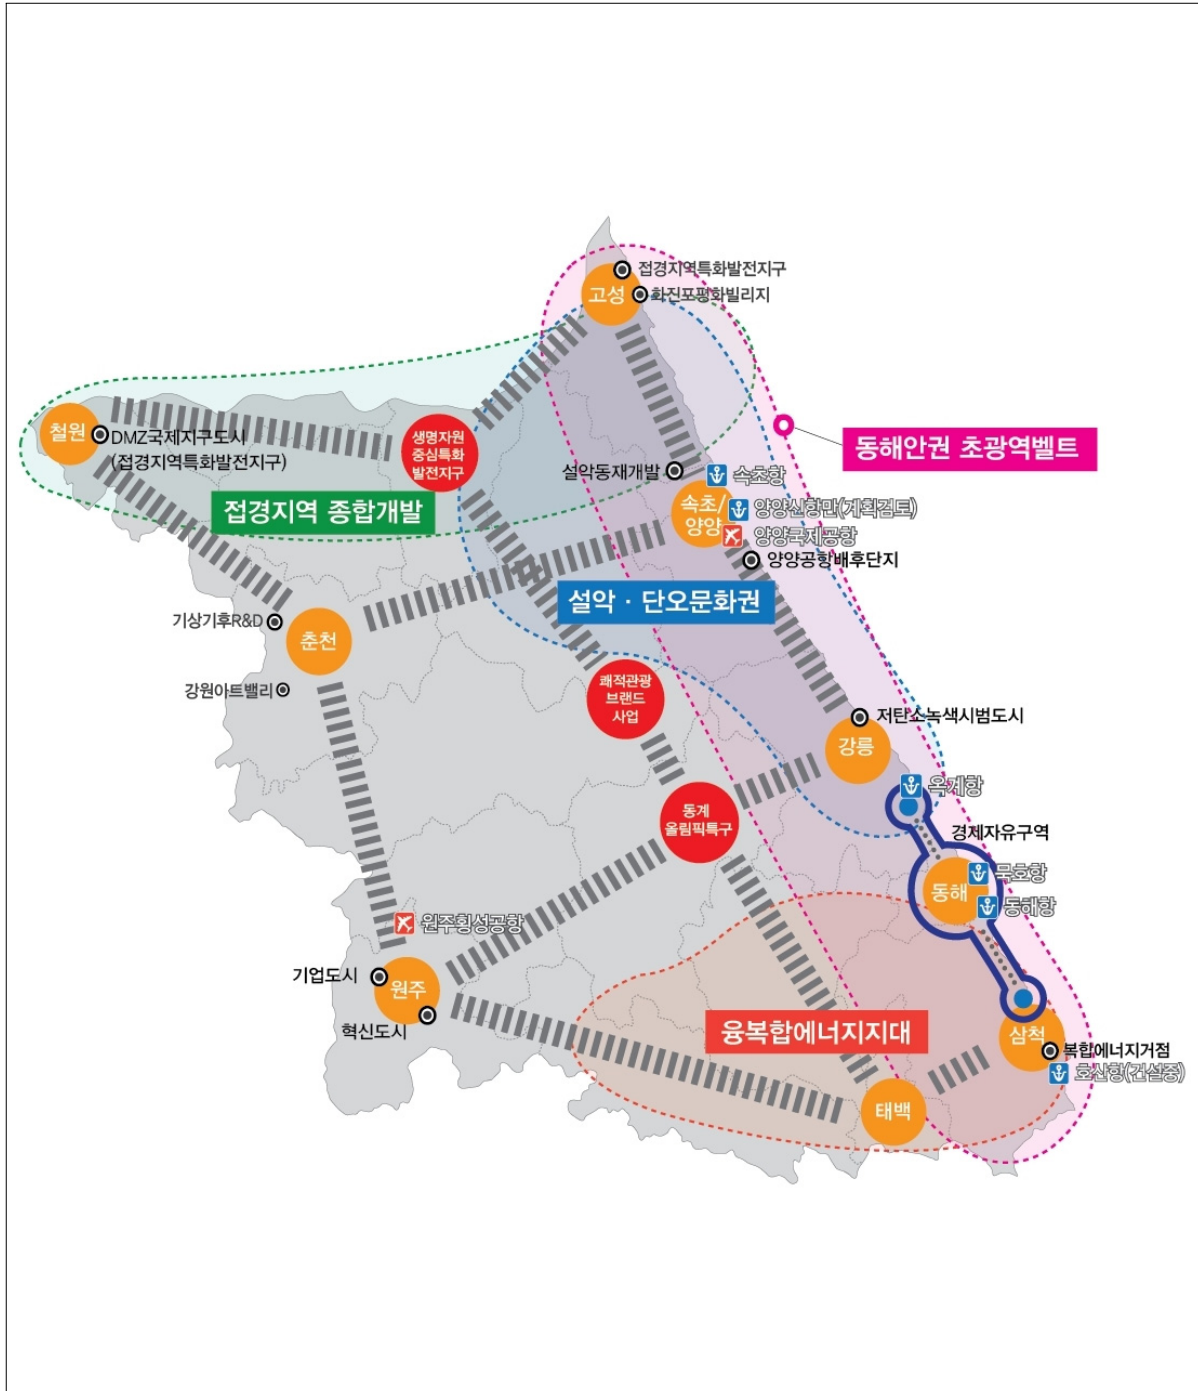 접경지역특화발전지구
고성
화진포평화빌리지
철원
DMZ국제지구도시
(접경지역특화발전지구)
생명자원
중심특화
발전지구
동해안권 초광역벨트
설악동재개발
속초항
접경지역 종합개발
속초/
양양
양양신항만(계획검토)
양양국제공항
양양공항배후단지
설악·단오문화권
기상기후R&D
춘천
강원아트밸리
쾌적관광
브랜드
사업
저탄소녹색시범도시
강릉
옥계항
동계
올림픽특구
경제자유구역
묵호항
동해
동해항
원주횡성공항
기업도시
원주
혁신도시
융복합에너지지대
삼척
복합에너지거점
호산항(건설중)
태백